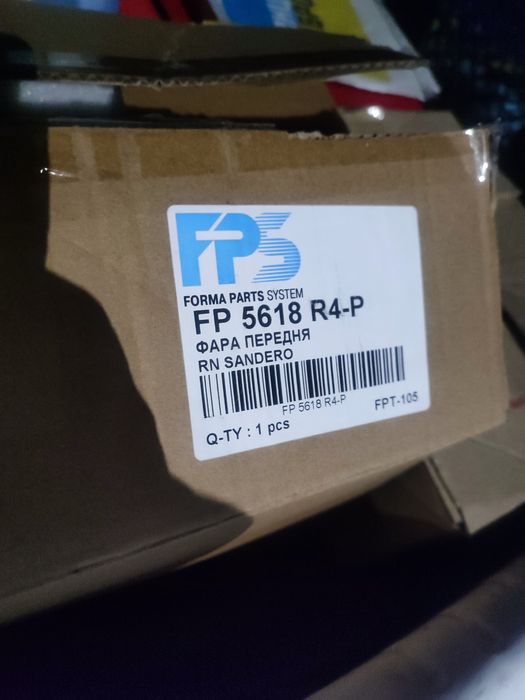 FPS
FORMA PARTS SYSTEM
FP 5618 R4-P
ФАРА ПЕРЕДНЯ
RN SANDERO
FP 5618 R4-P
FPT-105
Q-TY : 1 pcs